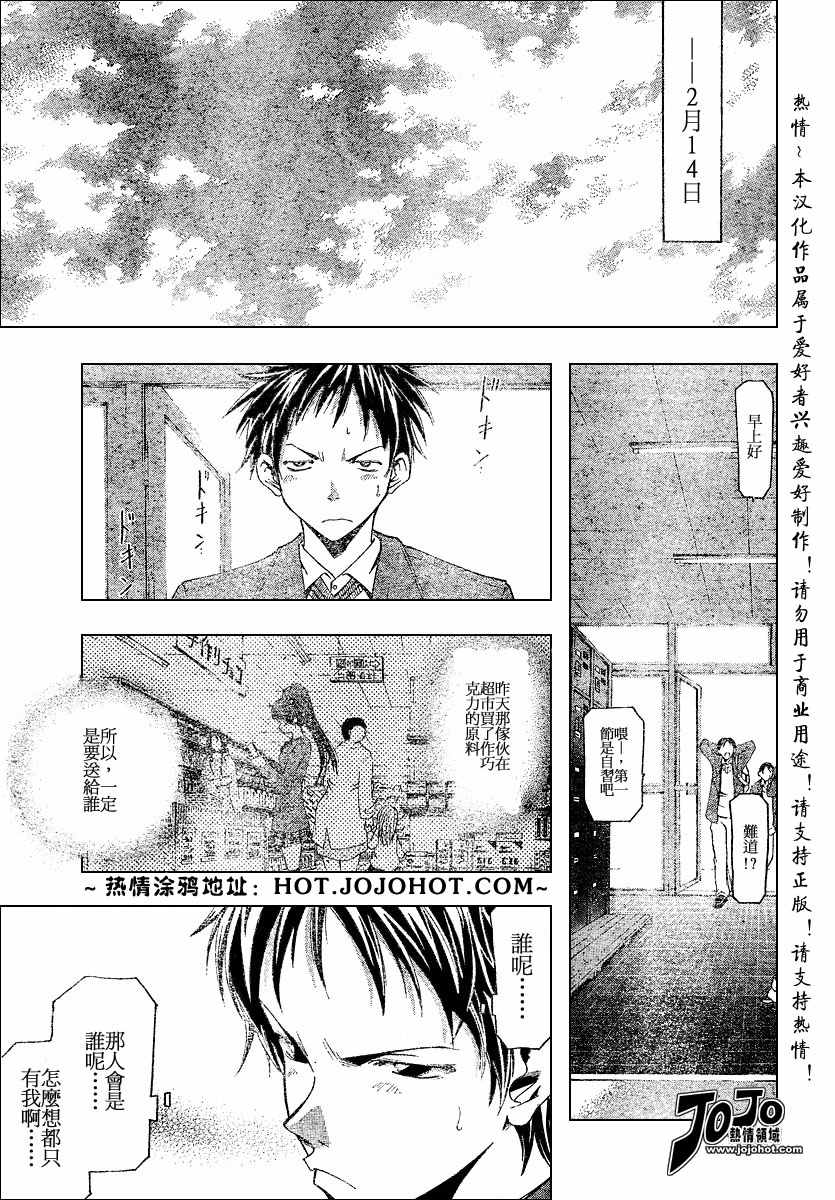 ——2月14日
早上好
喂—，第一
節是自習吧
難道!?
ドキン
ドキン
昨天那傢伙在
超市買了作巧
克力的原料
手作りチョコ
所以，一定
是要送給誰
誰呢……
那人會是
誰呢……
怎麼想都只
有我啊……
~ 热情涂鸦地址：HOT.JOJOHOT.COM~
热情~本汉化作品属于爱好者兴趣爱好制作！请勿用于商业用途！请支持正版！请支持热情！
JOJO
熱情領域
www.jojohot.com